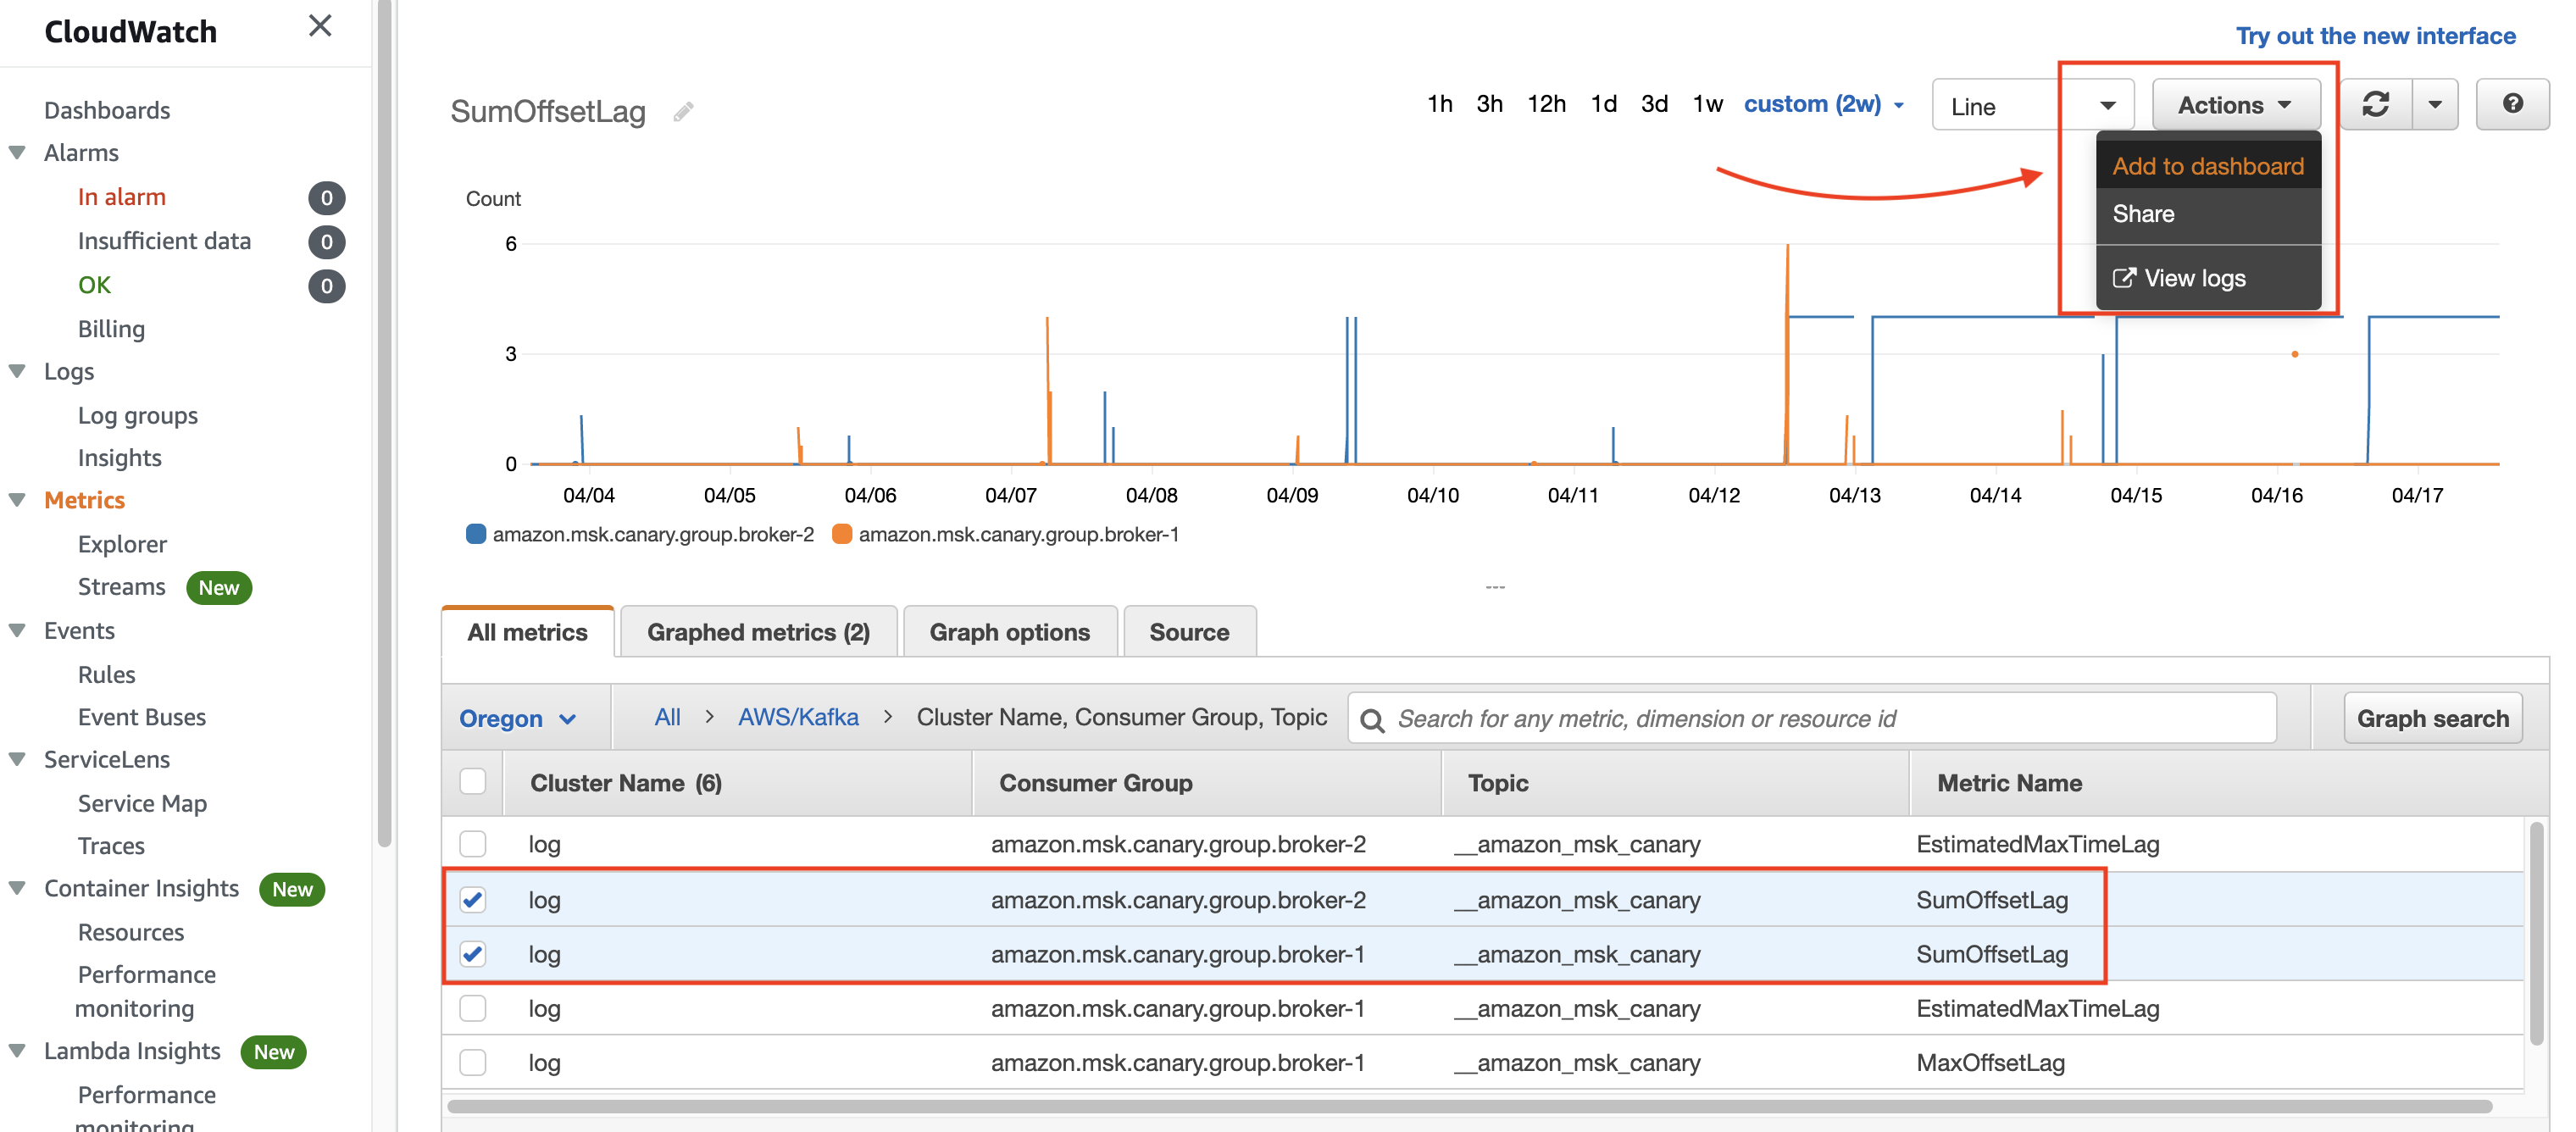 CloudWatch
Dashboards
Alarms
In alarm 0
Insufficient data 0
OK 0
Billing
Logs
Log groups
Insights
Metrics
Explorer
Streams New
Events
Rules
Event Buses
ServiceLens
Service Map
Traces
Container Insights New
Resources
Performance
monitoring
Lambda Insights New
Performance
monitoring
Try out the new interface
SumOffsetLag
1h 3h 12h 1d 3d 1w custom (2w) Line Actions ?
Add to dashboard
Share
View logs
Count
6
3
0
04/04 04/05 04/06 04/07 04/08 04/09 04/10 04/11 04/12 04/13 04/14 04/15 04/16 04/17
amazon.msk.canary.group.broker-2 amazon.msk.canary.group.broker-1
---
All metrics Graphed metrics (2) Graph options Source
Oregon All > AWS/Kafka > Cluster Name, Consumer Group, Topic Search for any metric, dimension or resource id Graph search
Cluster Name (6) Consumer Group Topic Metric Name
log amazon.msk.canary.group.broker-2 __amazon_msk_canary EstimatedMaxTimeLag
log amazon.msk.canary.group.broker-2 __amazon_msk_canary SumOffsetLag
log amazon.msk.canary.group.broker-1 __amazon_msk_canary SumOffsetLag
log amazon.msk.canary.group.broker-1 __amazon_msk_canary EstimatedMaxTimeLag
log amazon.msk.canary.group.broker-1 __amazon_msk_canary MaxOffsetLag